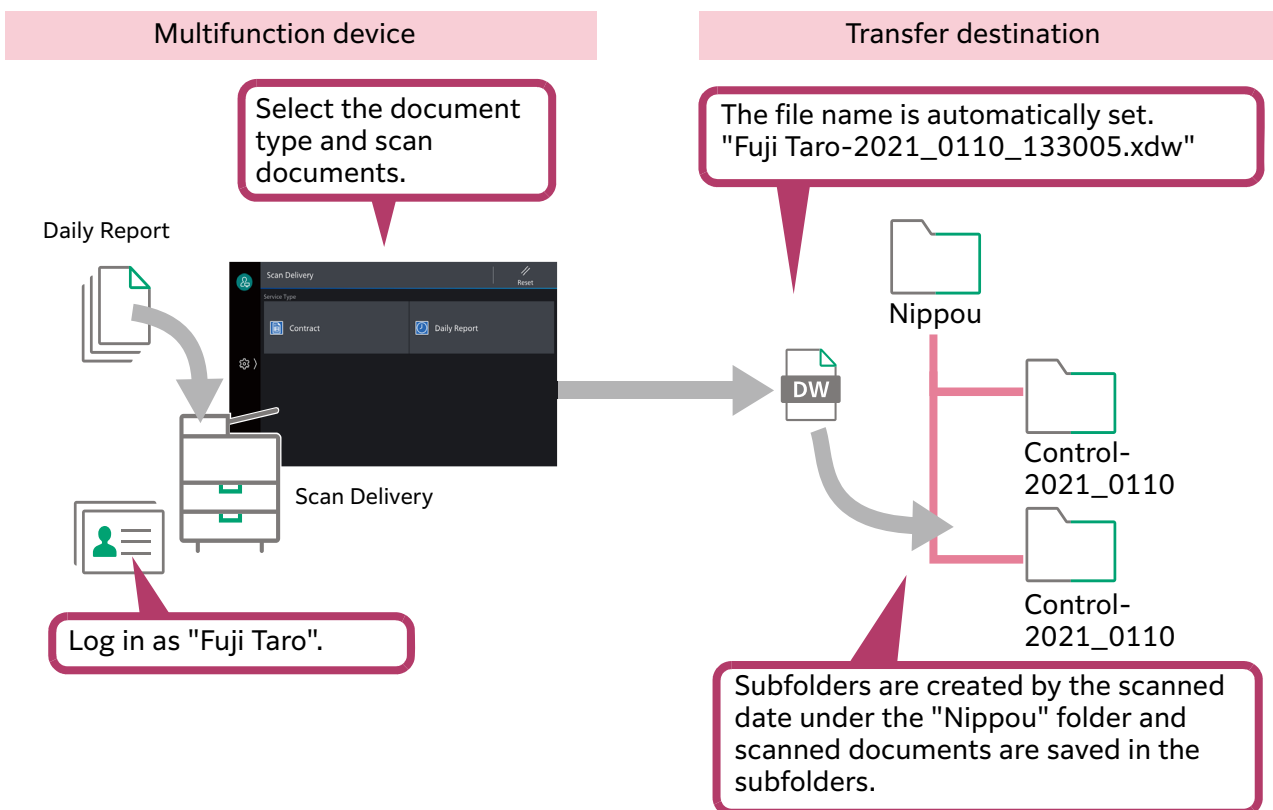 Multifunction device
Transfer destination
Select the document
type and scan
documents.
The file name is automatically set.
"Fuji Taro-2021_0110_133005.xdw"
Daily Report
Scan Delivery
Reset
Service Type
Contract
Daily Report
Scan Delivery
Log in as "Fuji Taro".
DW
Nippou
Control-
2021_0110
Control-
2021_0110
Subfolders are created by the scanned
date under the "Nippou" folder and
scanned documents are saved in the
subfolders.